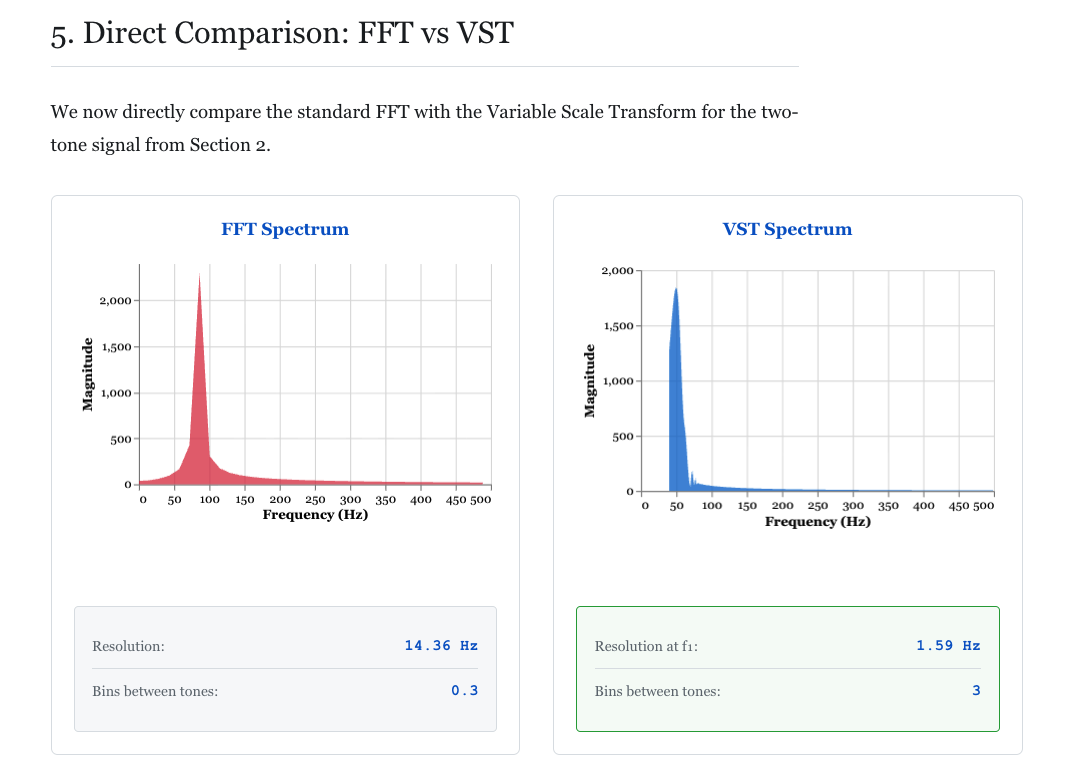 5. Direct Comparison: FFT vs VST
We now directly compare the standard FFT with the Variable Scale Transform for the two-
tone signal from Section 2.
FFT Spectrum
2,000
1,500
1,000
500
0
Magnitude
0 50 100 150 200 250 300 350 400 450 500
Frequency (Hz)
Resolution: 14.36 Hz
Bins between tones: 0.3
VST Spectrum
2,000
1,500
1,000
500
0
Magnitude
0 50 100 150 200 250 300 350 400 450 500
Frequency (Hz)
Resolution at f₁: 1.59 Hz
Bins between tones: 3